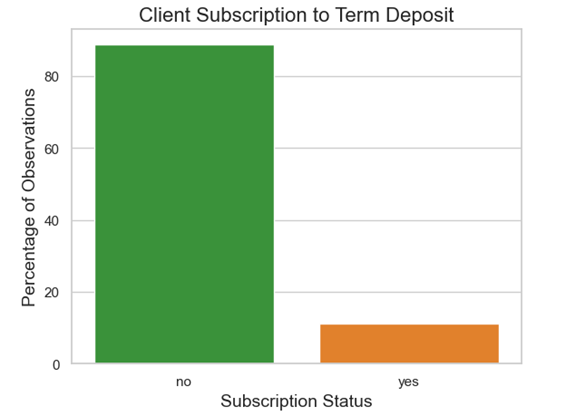 Client Subscription to Term Deposit
Percentage of Observations
80
60
40
20
0
no yes
Subscription Status